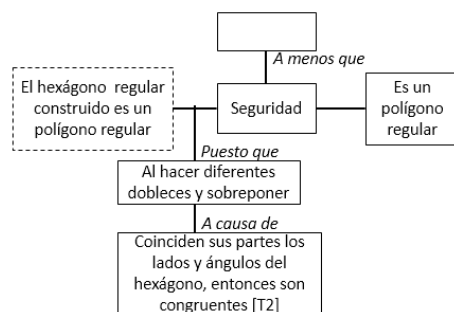 A menos que
El hexágono regular
construido es un
polígono regular
Seguridad
Es un
polígono
regular
Puesto que
Al hacer diferentes
dobleces y sobreponer
A causa de
Coinciden sus partes los
lados y ángulos del
hexágono, entonces son
congruentes [T2]